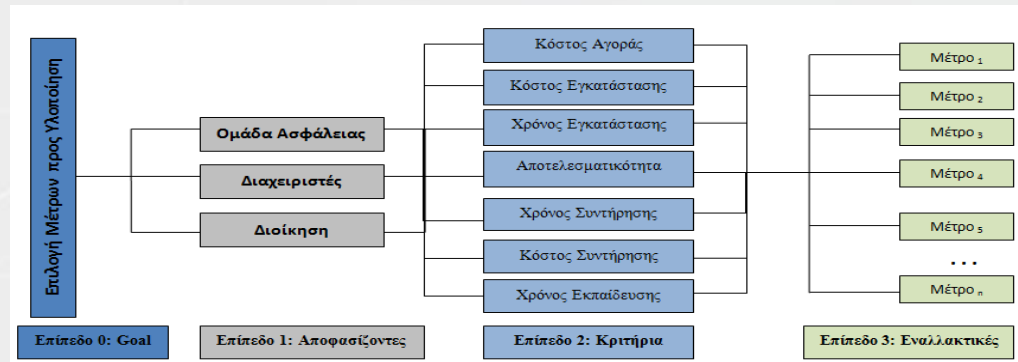 Επιλογή Μέτρων προς Υλοποίηση
Ομάδα Ασφάλειας
Διαχειριστές
Διοίκηση
Κόστος Αγοράς
Κόστος Εγκατάστασης
Χρόνος Εγκατάστασης
Αποτελεσματικότητα
Χρόνος Συντήρησης
Κόστος Συντήρησης
Χρόνος Εκπαίδευσης
Μέτρο 1
Μέτρο 2
Μέτρο 3
Μέτρο 4
Μέτρο 5
...
Μέτρο n
Επίπεδο 0: Goal
Επίπεδο 1: Αποφασίζοντες
Επίπεδο 2: Κριτήρια
Επίπεδο 3: Εναλλακτικές